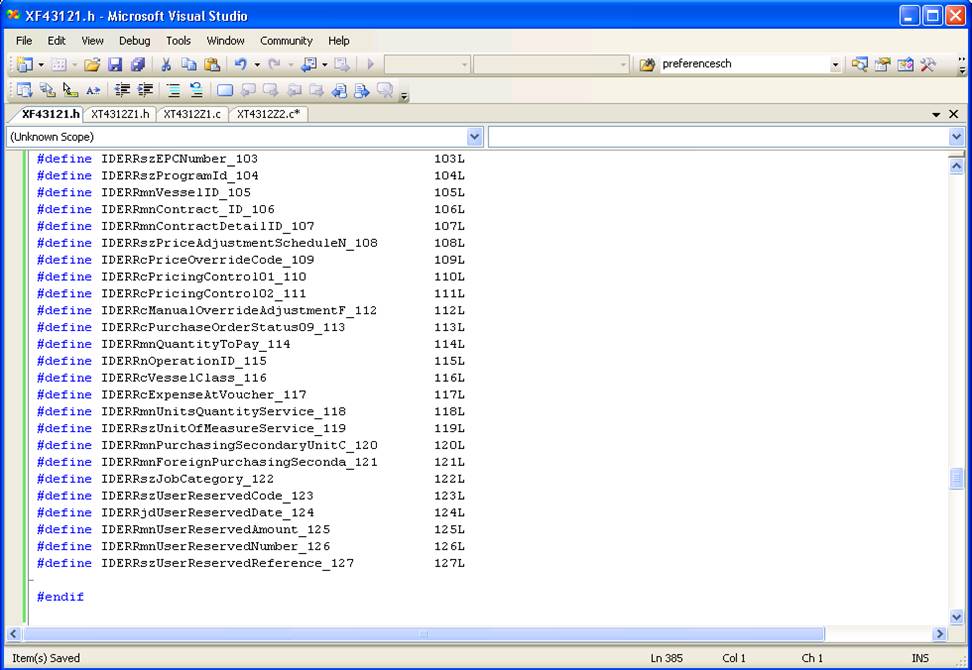 XF43121.h - Microsoft Visual Studio
File Edit View Debug Tools Window Community Help
preferencesch
XF43121.h XT4312Z1.h XT4312Z1.c XT4312Z2.c*
(Unknown Scope)
#define IDERRszEPCNumber_103 103L
#define IDERRszProgramId_104 104L
#define IDERRmnVesselID_105 105L
#define IDERRmnContract_ID_106 106L
#define IDERRmnContractDetailID_107 107L
#define IDERRszPriceAdjustmentScheduleN_108 108L
#define IDERRcPriceOverrideCode_109 109L
#define IDERRcPricingControl01_110 110L
#define IDERRcPricingControl02_111 111L
#define IDERRcManualOverrideAdjustmentF_112 112L
#define IDERRcPurchaseOrderStatus09_113 113L
#define IDERRmnQuantityToPay_114 114L
#define IDERRnOperationID_115 115L
#define IDERRcVesselClass_116 116L
#define IDERRcExpenseAtVoucher_117 117L
#define IDERRmnUnitsQuantityService_118 118L
#define IDERRszUnitOfMeasureService_119 119L
#define IDERRmnPurchasingSecondaryUnitC_120 120L
#define IDERRmnForeignPurchasingSeconda_121 121L
#define IDERRszJobCategory_122 122L
#define IDERRszUserReservedCode_123 123L
#define IDERRjdUserReservedDate_124 124L
#define IDERRmnUserReservedAmount_125 125L
#define IDERRmnUserReservedNumber_126 126L
#define IDERRszUserReservedReference_127 127L
#endif
Item(s) Saved Ln 385 Col 1 Ch 1 INS